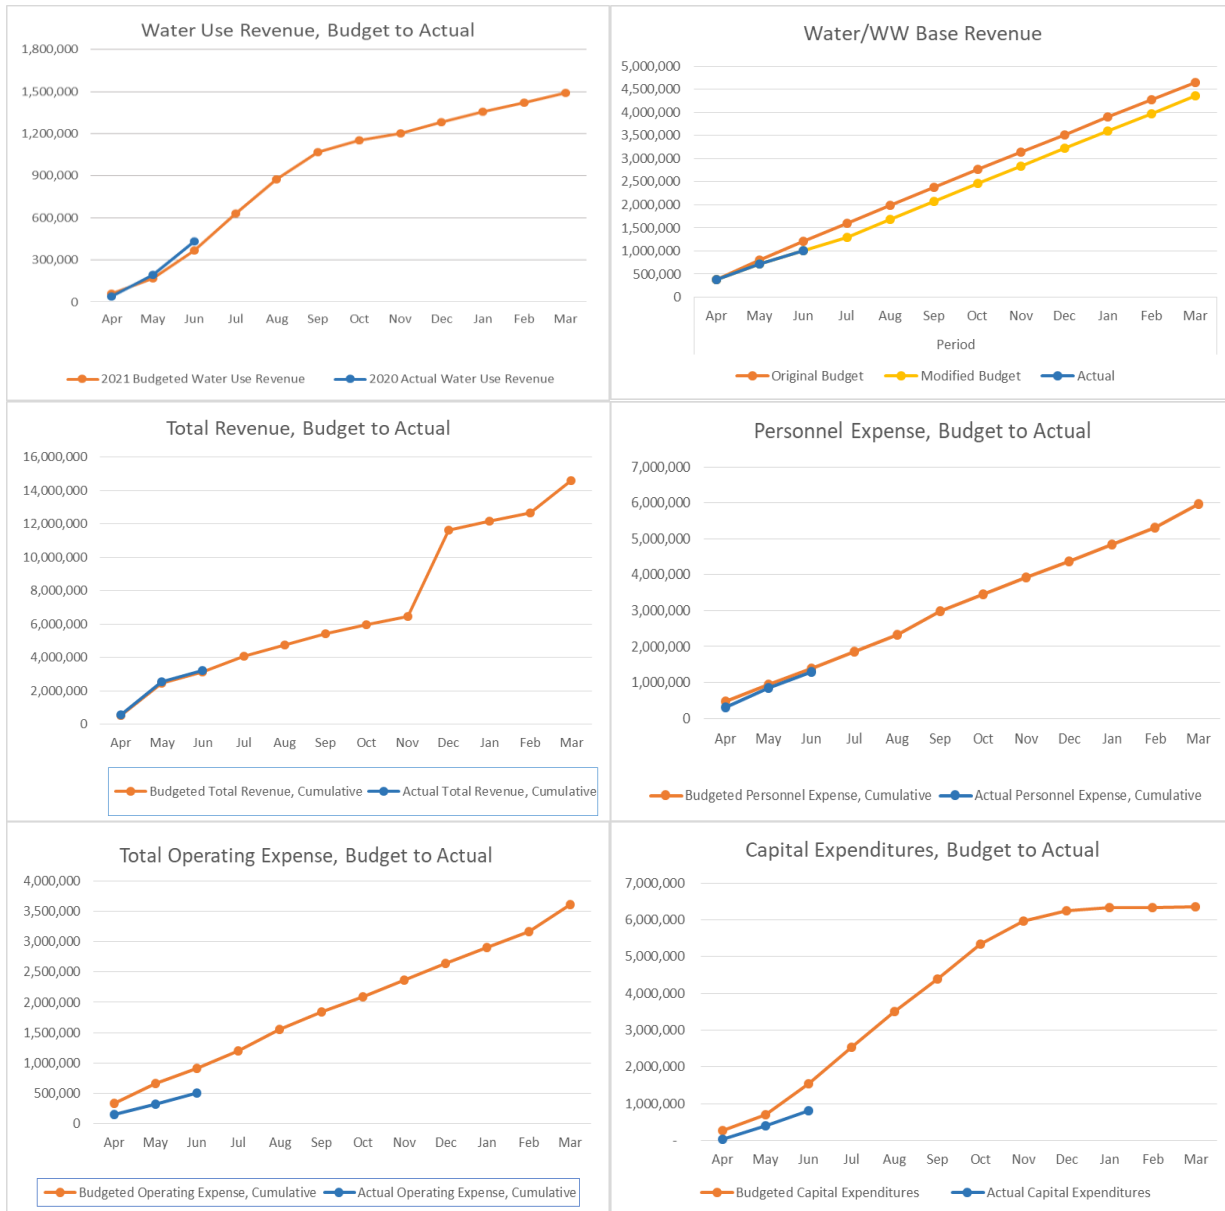 Water Use Revenue, Budget to Actual
1,800,000
1,500,000
1,200,000
900,000
600,000
300,000
0
Apr May Jun Jul Aug Sep Oct Nov Dec Jan Feb Mar
2021 Budgeted Water Use Revenue 2020 Actual Water Use Revenue
Water/WW Base Revenue
5,000,000
4,500,000
4,000,000
3,500,000
3,000,000
2,500,000
2,000,000
1,500,000
1,000,000
500,000
0
Apr May Jun Jul Aug Sep Oct Nov Dec Jan Feb Mar
Period
Original Budget Modified Budget Actual
Total Revenue, Budget to Actual
16,000,000
14,000,000
12,000,000
10,000,000
8,000,000
6,000,000
4,000,000
2,000,000
0
Apr May Jun Jul Aug Sep Oct Nov Dec Jan Feb Mar
Budgeted Total Revenue, Cumulative Actual Total Revenue, Cumulative
Personnel Expense, Budget to Actual
7,000,000
6,000,000
5,000,000
4,000,000
3,000,000
2,000,000
1,000,000
0
Apr May Jun Jul Aug Sep Oct Nov Dec Jan Feb Mar
Budgeted Personnel Expense, Cumulative Actual Personnel Expense, Cumulative
Total Operating Expense, Budget to Actual
4,000,000
3,500,000
3,000,000
2,500,000
2,000,000
1,500,000
1,000,000
500,000
0
Apr May Jun Jul Aug Sep Oct Nov Dec Jan Feb Mar
Budgeted Operating Expense, Cumulative Actual Operating Expense, Cumulative
Capital Expenditures, Budget to Actual
7,000,000
6,000,000
5,000,000
4,000,000
3,000,000
2,000,000
1,000,000
-
Apr May Jun Jul Aug Sep Oct Nov Dec Jan Feb Mar
Budgeted Capital Expenditures Actual Capital Expenditures